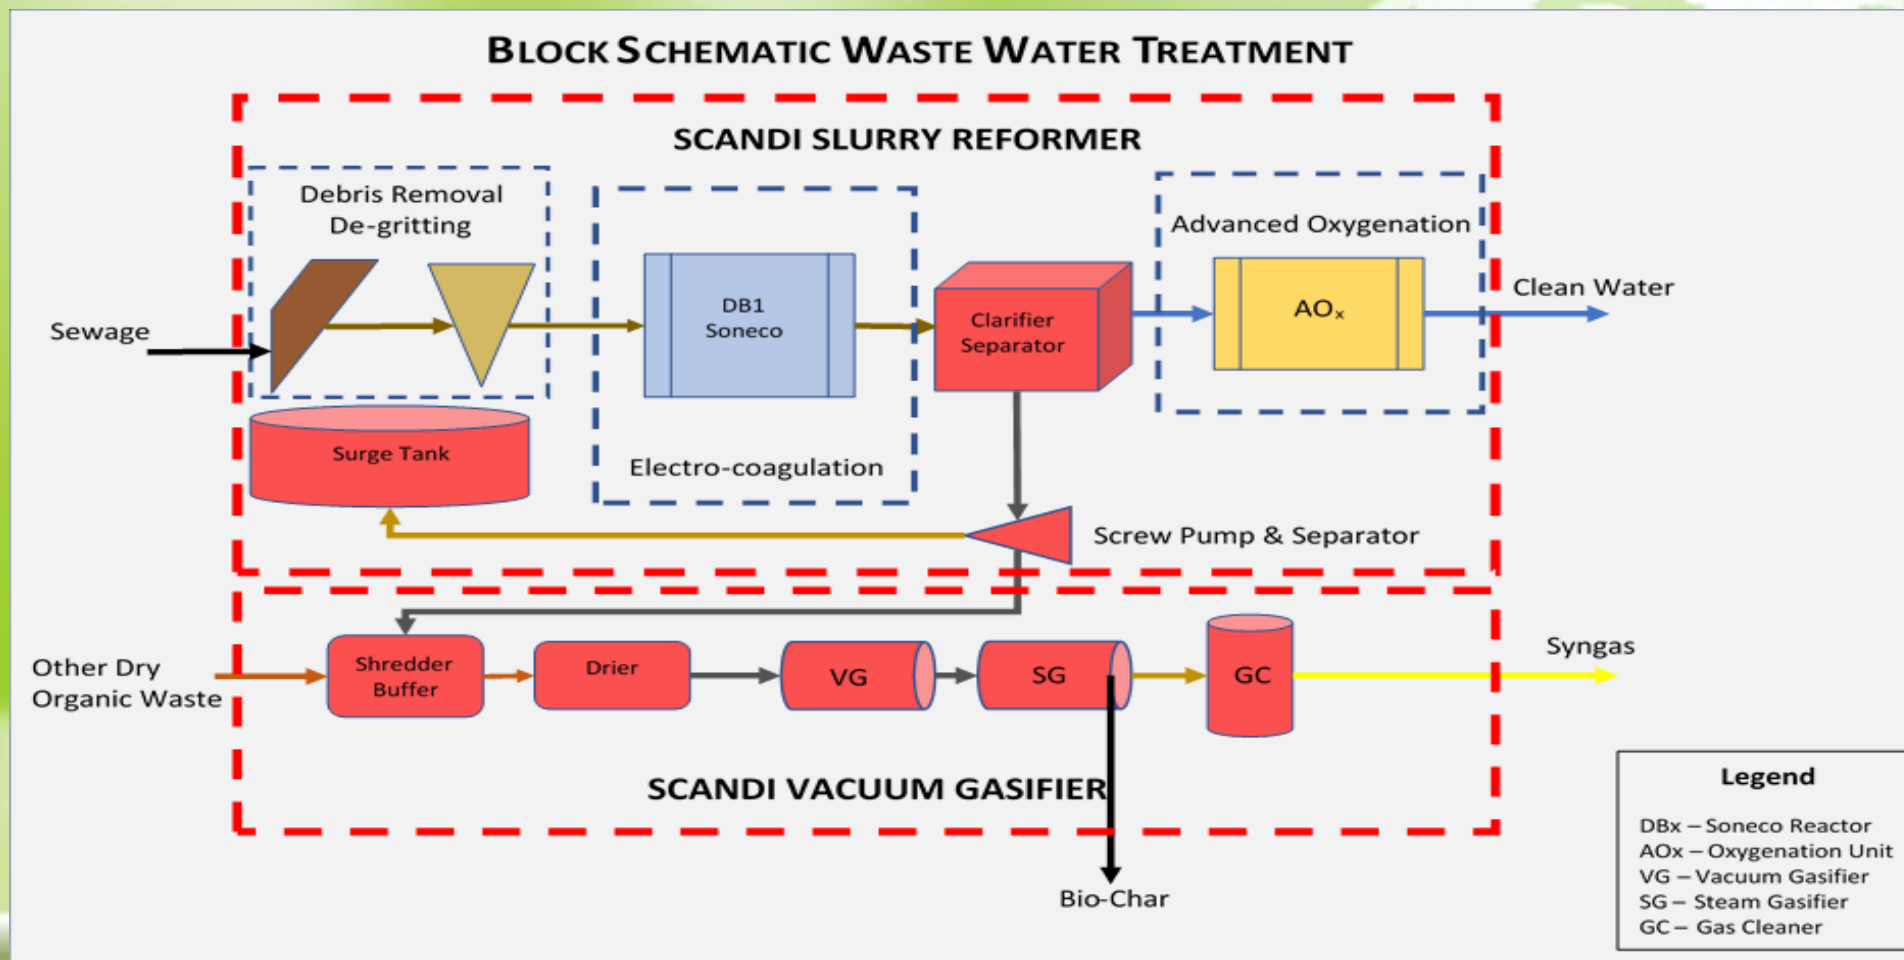 BLOCK SCHEMATIC WASTE WATER TREATMENT
SCANDI SLURRY REFORMER
Debris Removal
De-gritting
Advanced Oxygenation
Sewage
DB1
Soneco
Clarifier
Separator
AOₓ
Clean Water
Surge Tank
Electro-coagulation
Screw Pump & Separator
Other Dry
Organic Waste
Shredder
Buffer
Drier
VG
SG
GC
Syngas
SCANDI VACUUM GASIFIER
Bio-Char
Legend
DBx – Soneco Reactor
AOx – Oxygenation Unit
VG – Vacuum Gasifier
SG – Steam Gasifier
GC – Gas Cleaner